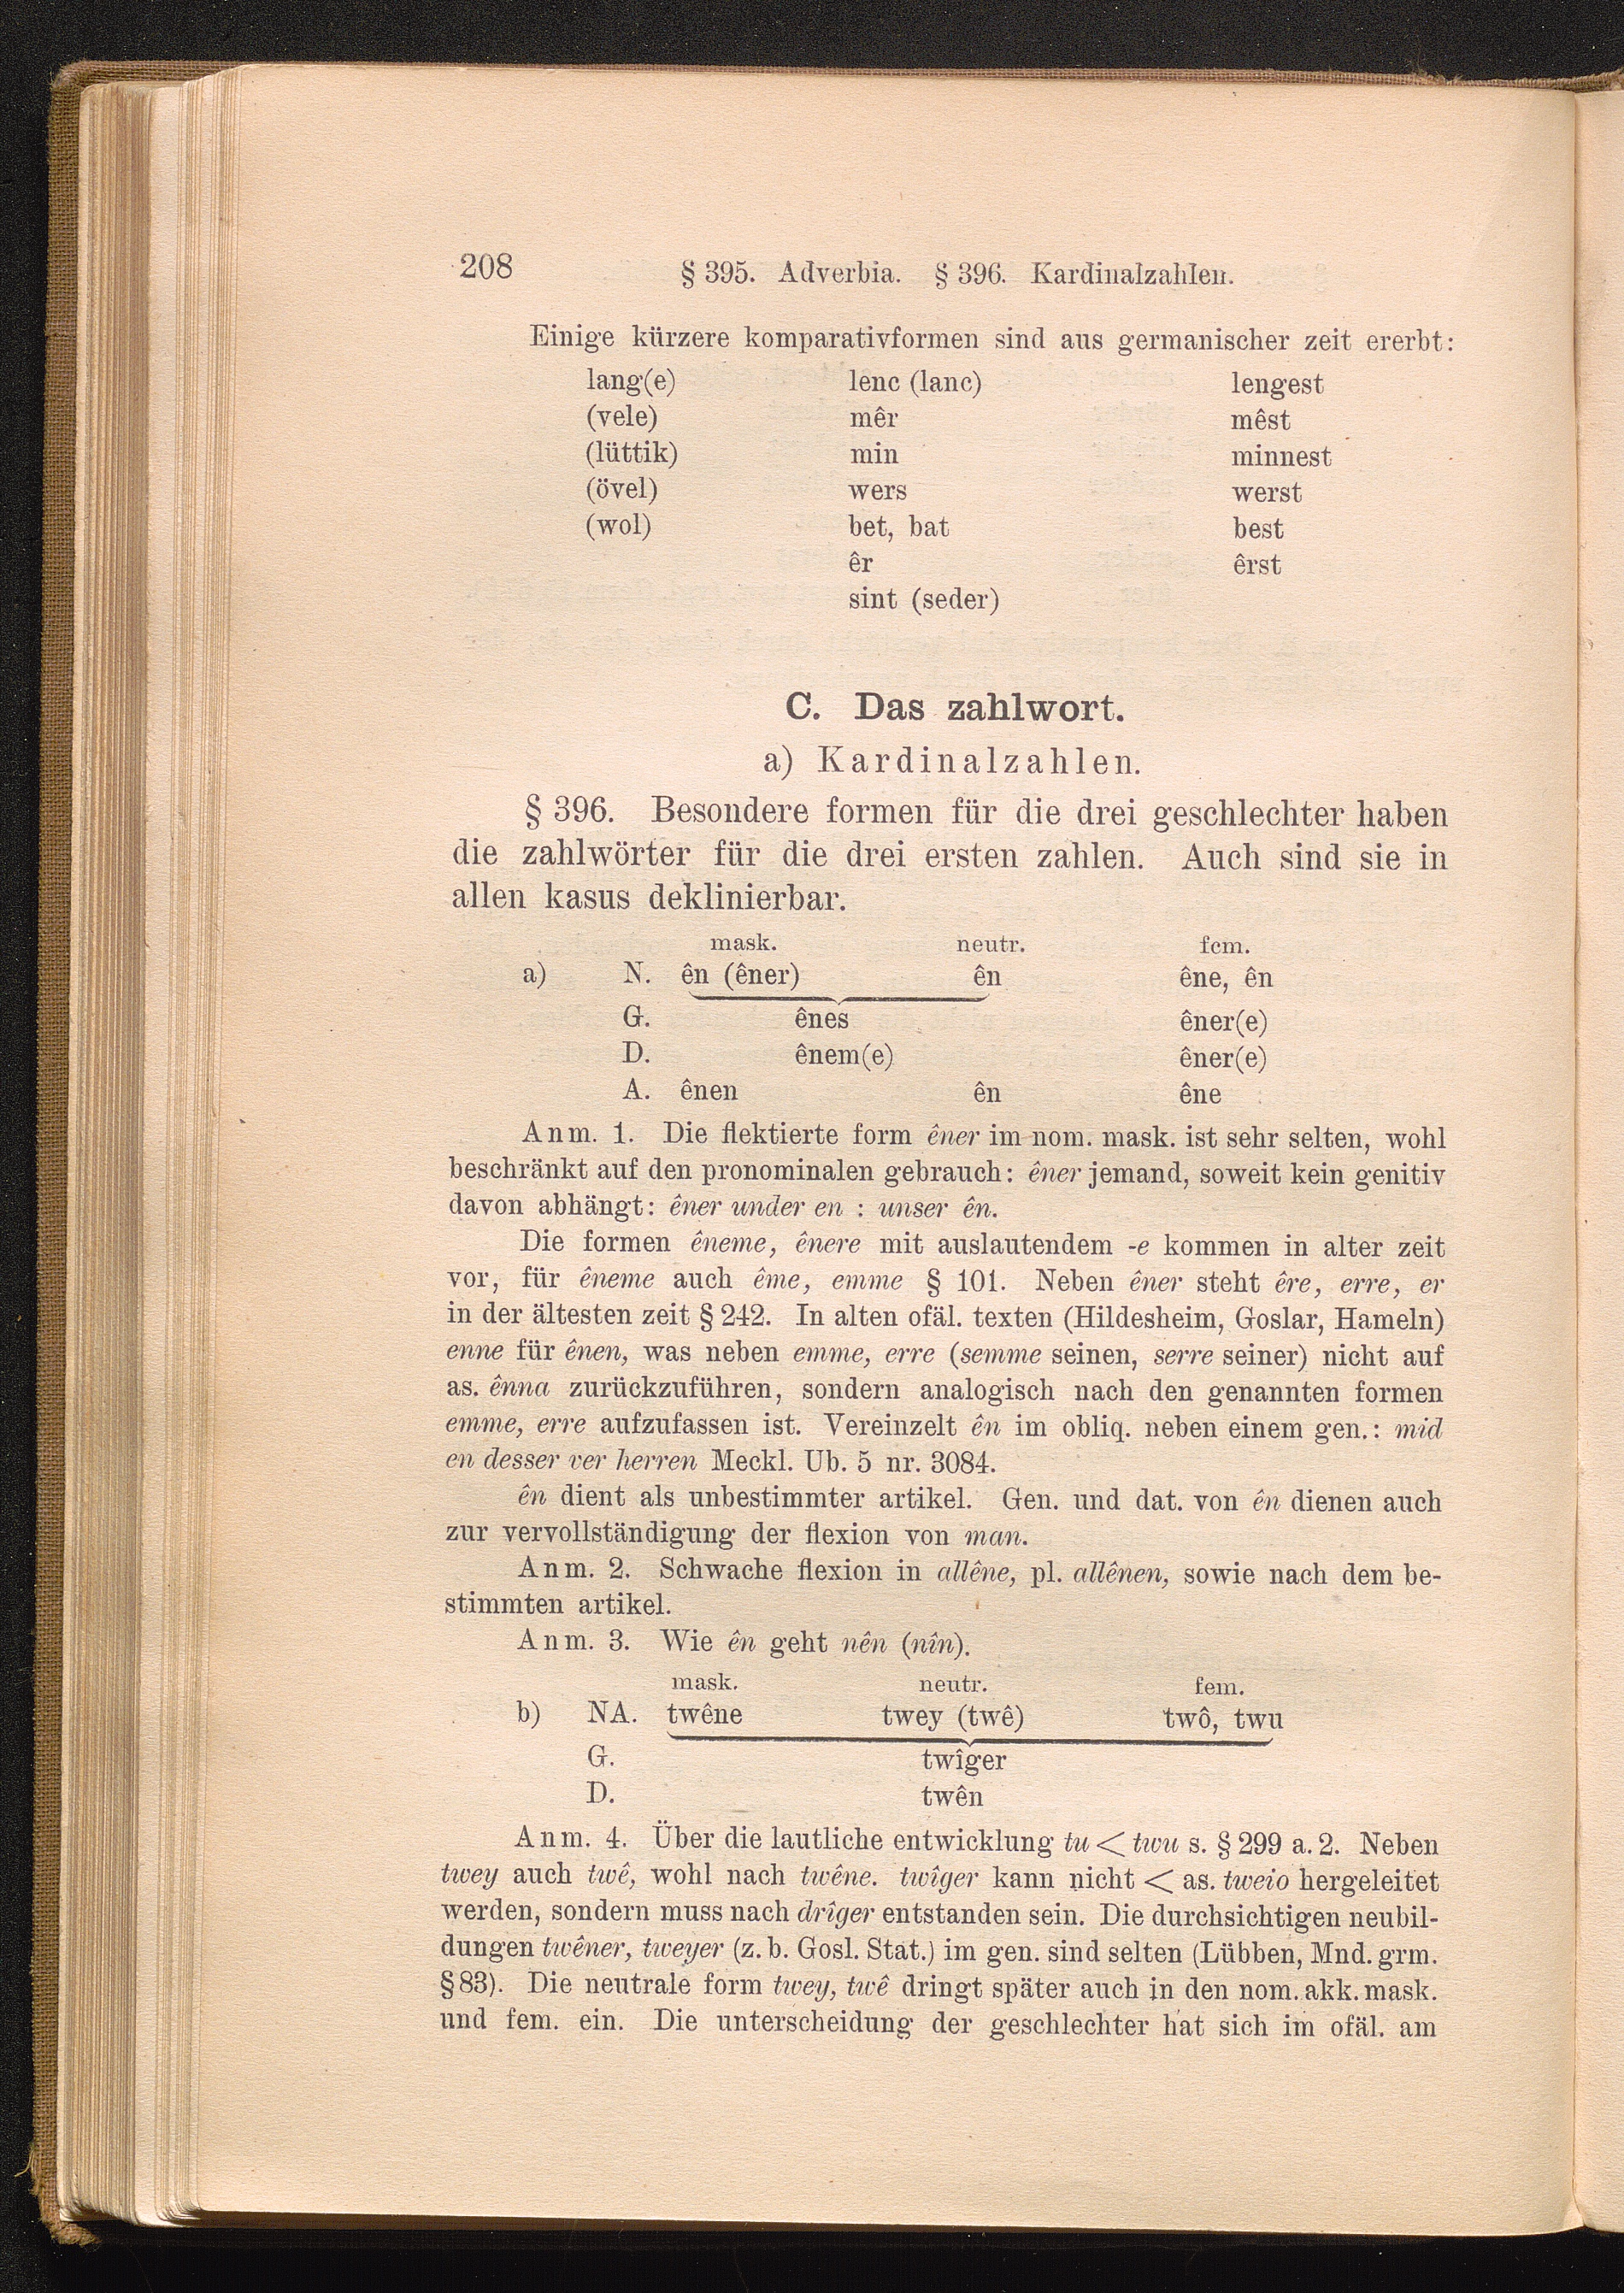 208 § 395. Adverbia. § 396. Kardinalzahlen.
Einige kürzere komparativformen sind aus germanischer zeit ererbt:
lang(e) lenc (lanc) lengest
(vele) mêr mêst
(lüttik) min minnest
(övel) wers werst
(wol) bet, bat best
êr êrst
sint (seder)
C. Das zahlwort.
a) Kardinalzahlen.
§ 396. Besondere formen für die drei geschlechter haben
die zahlwörter für die drei ersten zahlen. Auch sind sie in
allen kasus deklinierbar.
mask. neutr. fem.
a) N. ên (êner) ên êne, ên
G. ênes êner(e)
D. ênem(e) êner(e)
A. ênen ên êne
Anm. 1. Die flektierte form êner im nom. mask. ist sehr selten, wohl
beschränkt auf den pronominalen gebrauch: êner jemand, soweit kein genitiv
davon abhängt: êner under en : unser ên.
Die formen êneme, ênere mit auslautendem -e kommen in alter zeit
vor, für êneme auch ême, emme § 101. Neben êner steht êre, erre, er
in der ältesten zeit § 242. In alten ofäl. texten (Hildesheim, Goslar, Hameln)
enne für ênen, was neben emme, erre (semme seinen, serre seiner) nicht auf
as. ênna zurückzuführen, sondern analogisch nach den genannten formen
emme, erre aufzufassen ist. Vereinzelt ên im obliq. neben einem gen.: mid
en desser ver herren Meckl. Ub. 5 nr. 3084.
ên dient als unbestimmter artikel. Gen. und dat. von ên dienen auch
zur vervollständigung der flexion von man.
Anm. 2. Schwache flexion in allêne, pl. allênen, sowie nach dem be-
stimmten artikel.
Anm. 3. Wie ên geht nên (nîn).
mask. neutr. fem.
b) NA. twêne twey (twê) twô, twu
G. twîger
D. twên
Anm. 4. Über die lautliche entwicklung tu < twu s. § 299 a. 2. Neben
twey auch twê, wohl nach twêne. twîger kann nicht < as. tweio hergeleitet
werden, sondern muss nach drîger entstanden sein. Die durchsichtigen neubil-
dungen twêner, tweyer (z. b. Gosl. Stat.) im gen. sind selten (Lübben, Mnd. grm.
§ 83). Die neutrale form twey, twê dringt später auch in den nom. akk. mask.
und fem. ein. Die unterscheidung der geschlechter hat sich im ofäl. am